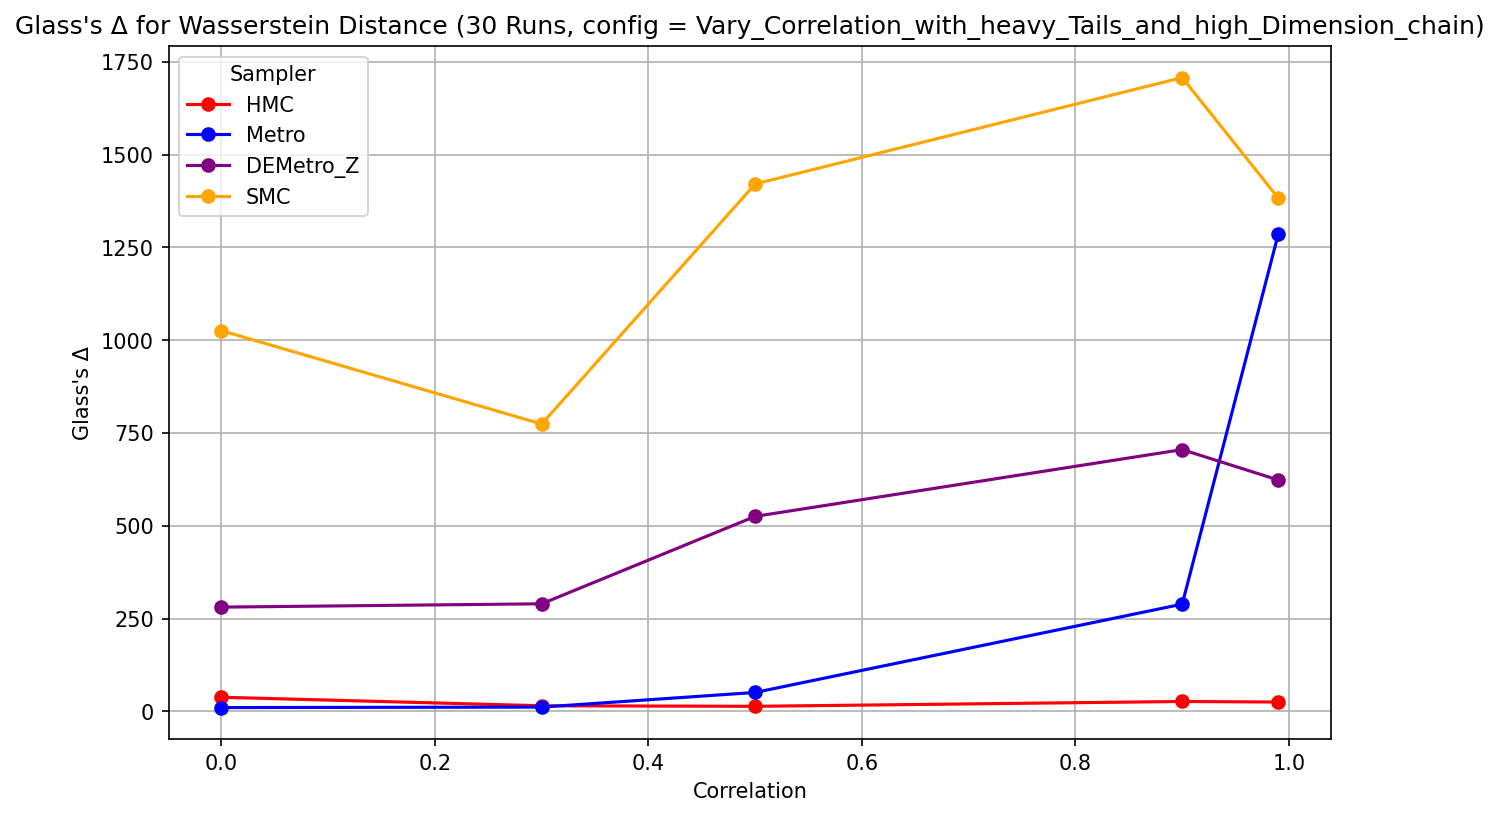 Glass's Δ for Wasserstein Distance (30 Runs, config = Vary_Correlation_with_heavy_Tails_and_high_Dimension_chain)
Sampler
HMC
Metro
DEMetro_Z
SMC
Glass's Δ
1750
1500
1250
1000
750
500
250
0
0.0 0.2 0.4 0.6 0.8 1.0
Correlation